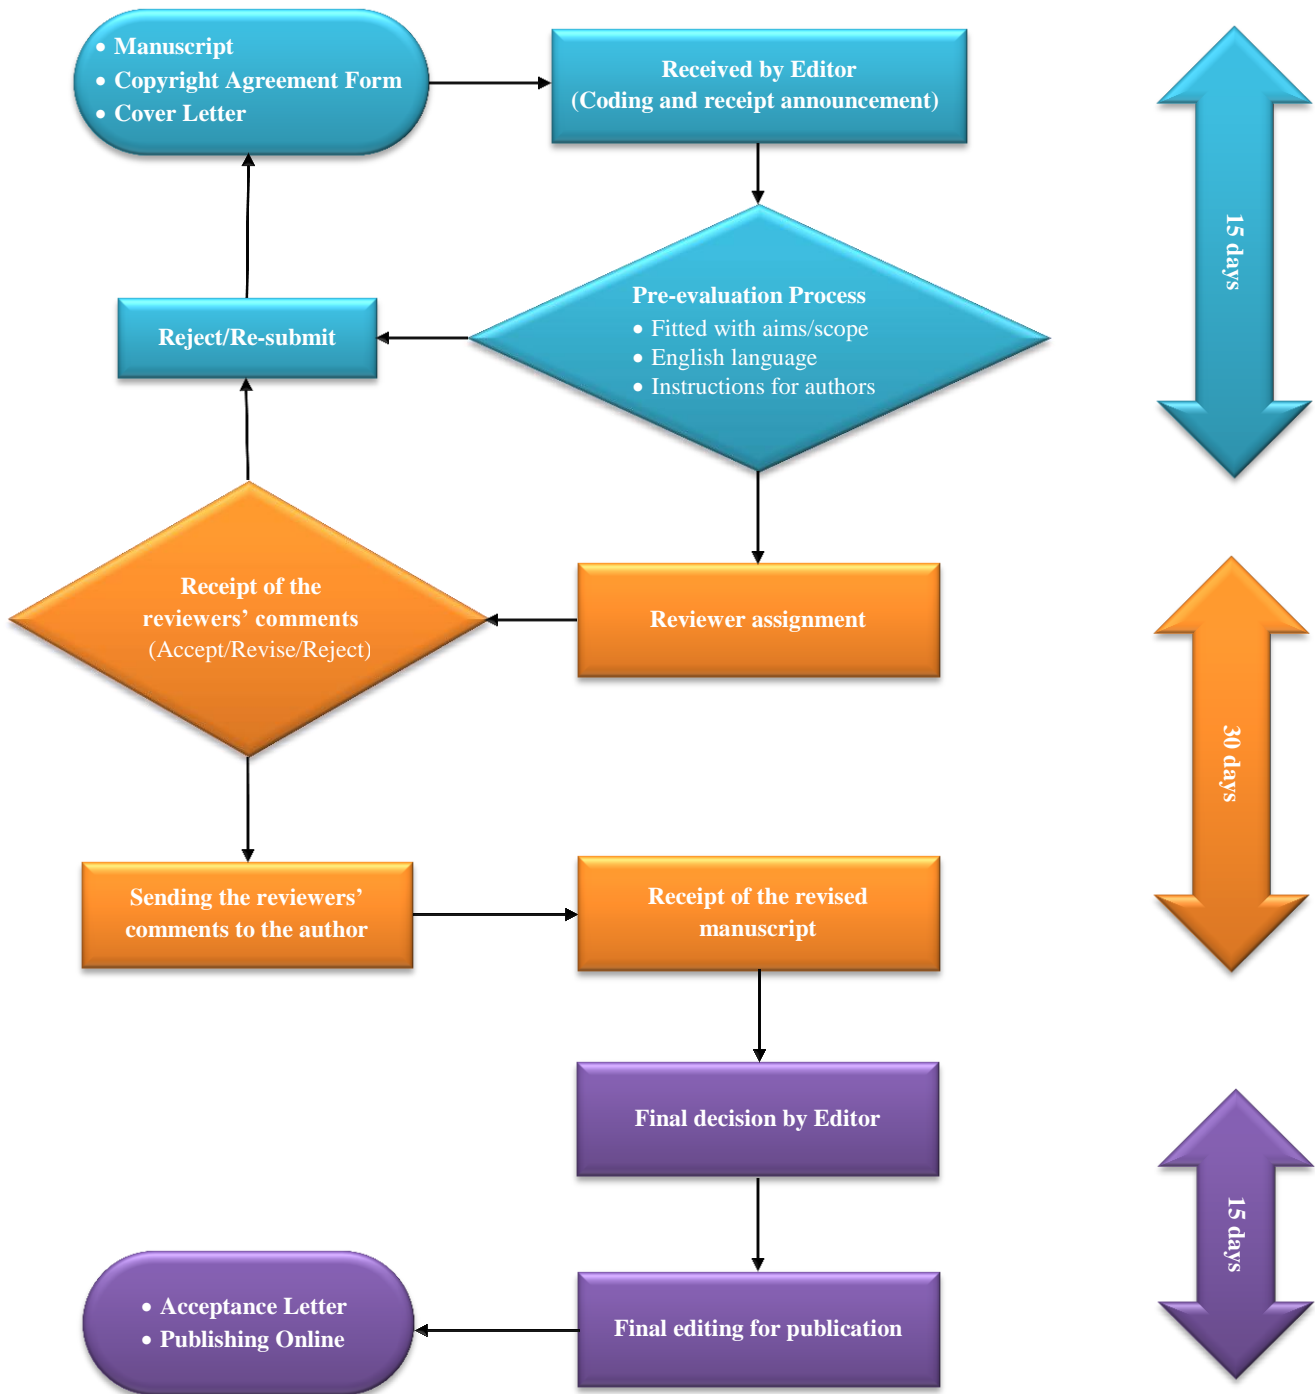 • Manuscript
• Copyright Agreement Form
• Cover Letter
Received by Editor
(Coding and receipt announcement)
15 days
Pre-evaluation Process
• Fitted with aims/scope
• English language
• Instructions for authors
Reject/Re-submit
Receipt of the
reviewers’ comments
(Accept/Revise/Reject)
Reviewer assignment
30 days
Sending the reviewers’
comments to the author
Receipt of the revised
manuscript
Final decision by Editor
15 days
• Acceptance Letter
• Publishing Online
Final editing for publication